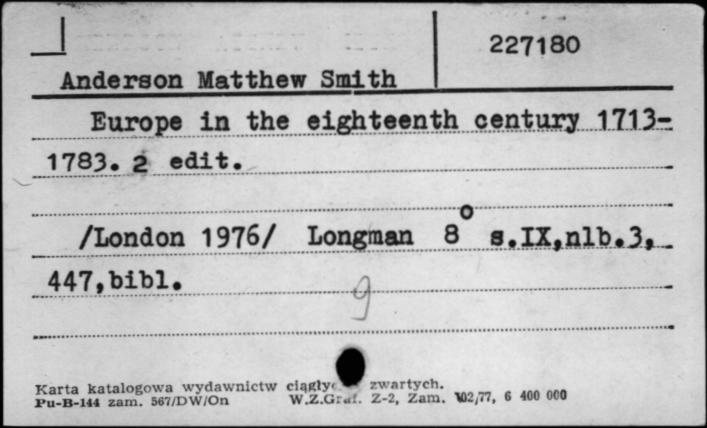 227180
Anderson Matthew Smith
Europe in the eighteenth century 1713-
1783. 2 edit.
/London 1976/ Longman 8° s.IX,nlb.3,
447,bibl.
9
Karta katalogowa wydawnictw zwartych.
Pu-B-144 zam. 567/DW/On W.Z.Graf. Z-2, Zam. 102/77, 6 400 000